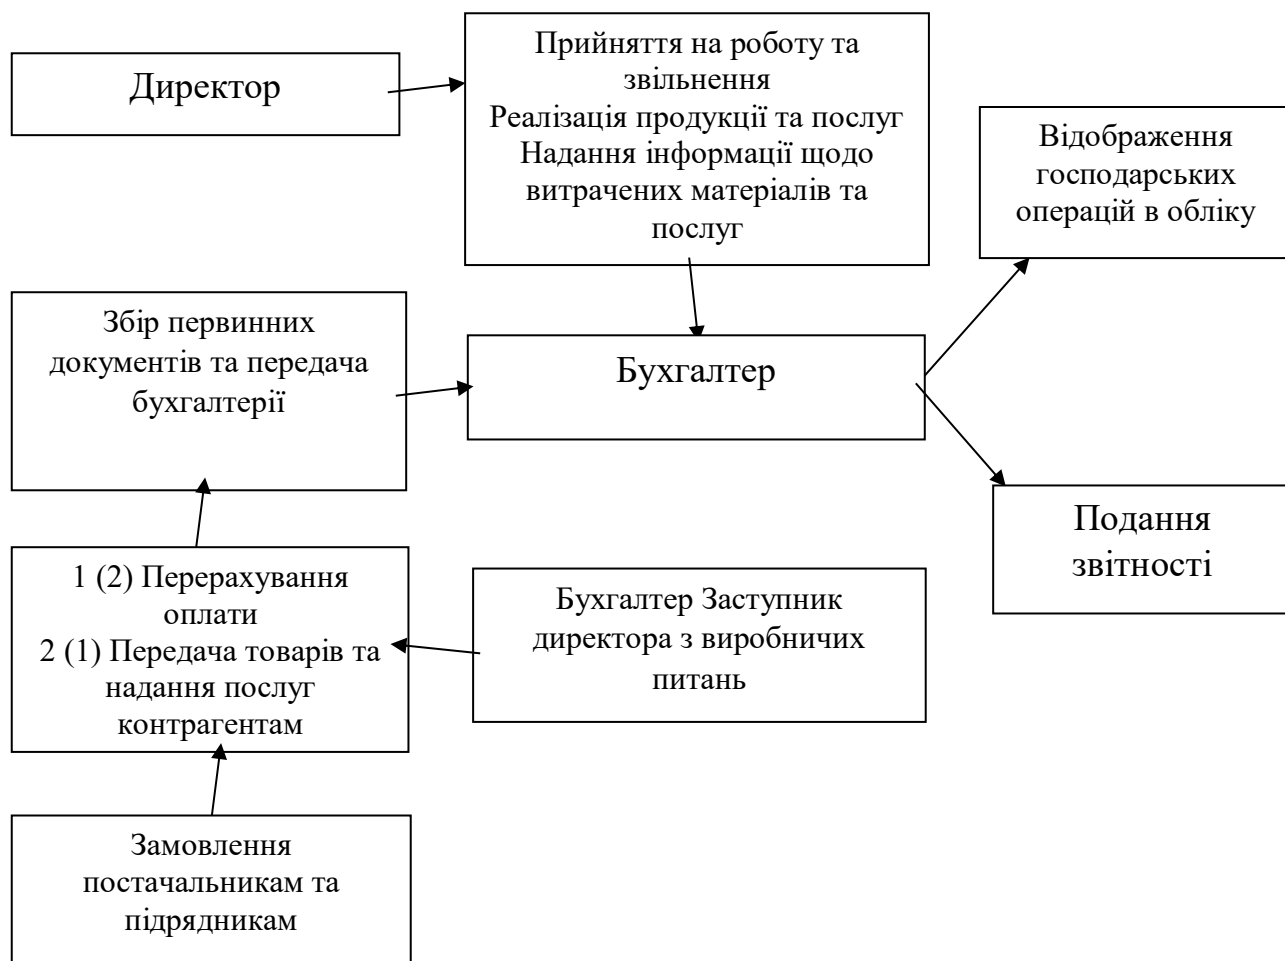 Директор
Прийняття на роботу та
звільнення
Реалізація продукції та послуг
Надання інформації щодо
витрачених матеріалів та
послуг
Відображення
господарських
операцій в обліку
Збір первинних
документів та передача
бухгалтерії
Бухгалтер
Подання
звітності
1 (2) Перерахування
оплати
2 (1) Передача товарів та
надання послуг
контрагентам
Бухгалтер Заступник
директора з виробничих
питань
Замовлення
постачальникам та
підрядникам